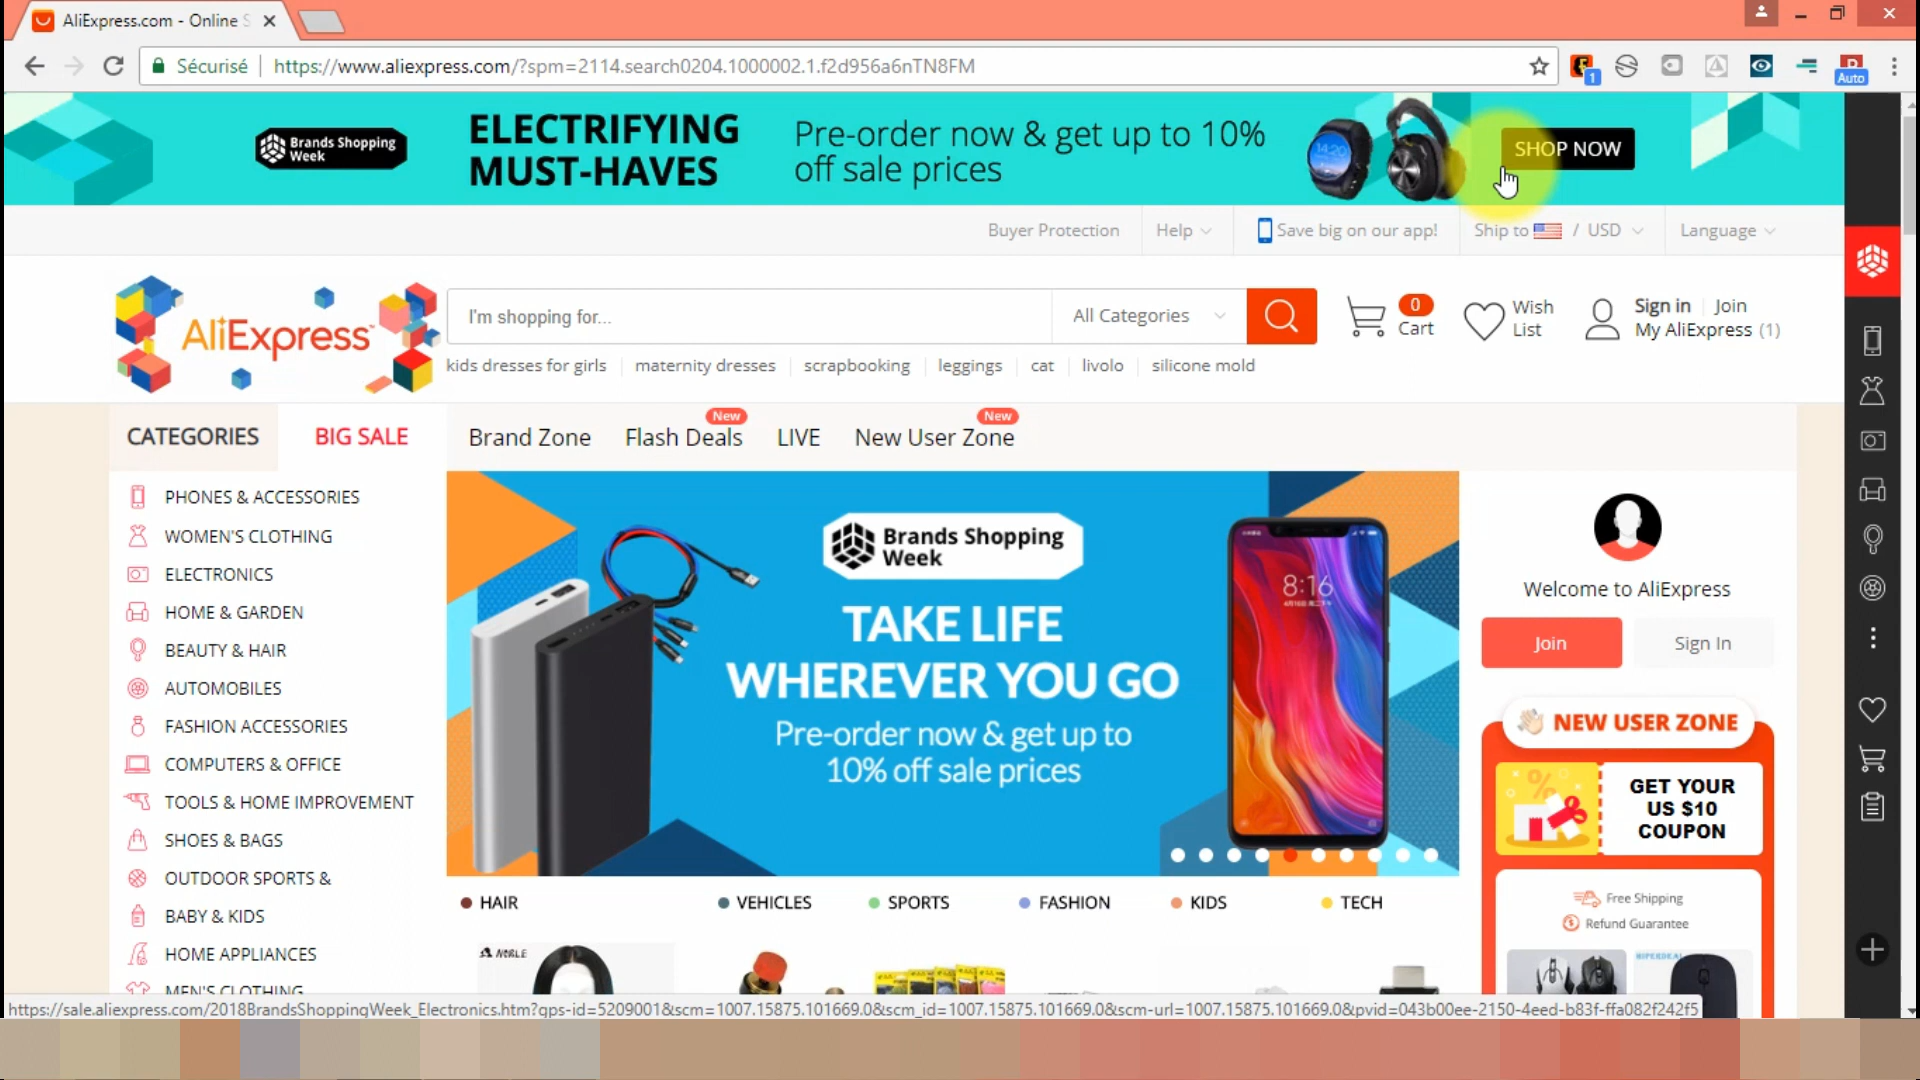 AliExpress.com - Online S
Sécurisé
https://www.aliexpress.com/?spm=2114.search0204.1000002.1.f2d956a6nTN8FM
1
Auto
Brands Shopping
Week
ELECTRIFYING
MUST-HAVES
Pre-order now & get up to 10%
off sale prices
14:20
SHOP NOW
Buyer Protection
Help
Save big on our app!
Ship to / USD
Language
AliExpress™
I'm shopping for...
All Categories
0
Cart
Wish
List
Sign in | Join
My AliExpress (1)
kids dresses for girls
maternity dresses
scrapbooking
leggings
cat
livolo
silicone mold
CATEGORIES
BIG SALE
Brand Zone
New
Flash Deals
LIVE
New
New User Zone
PHONES & ACCESSORIES
WOMEN'S CLOTHING
ELECTRONICS
HOME & GARDEN
BEAUTY & HAIR
AUTOMOBILES
FASHION ACCESSORIES
COMPUTERS & OFFICE
TOOLS & HOME IMPROVEMENT
SHOES & BAGS
OUTDOOR SPORTS &
BABY & KIDS
HOME APPLIANCES
MEN'S CLOTHING
Brands Shopping
Week
TAKE LIFE
WHEREVER YOU GO
Pre-order now & get up to
10% off sale prices
8:16
Welcome to AliExpress
Join
Sign In
NEW USER ZONE
GET YOUR
US $10
COUPON
Free Shipping
Refund Guarantee
HAIR
VEHICLES
SPORTS
FASHION
KIDS
TECH
NOBLE
https://sale.aliexpress.com/2018BrandsShoppingWeek_Electronics.htm?gps-id=5209001&scm=1007.15875.101669.0&scm_id=1007.15875.101669.0&scm-url=1007.15875.101669.0&pvid=043b00ee-2150-4eed-b83f-ffa082f242f5